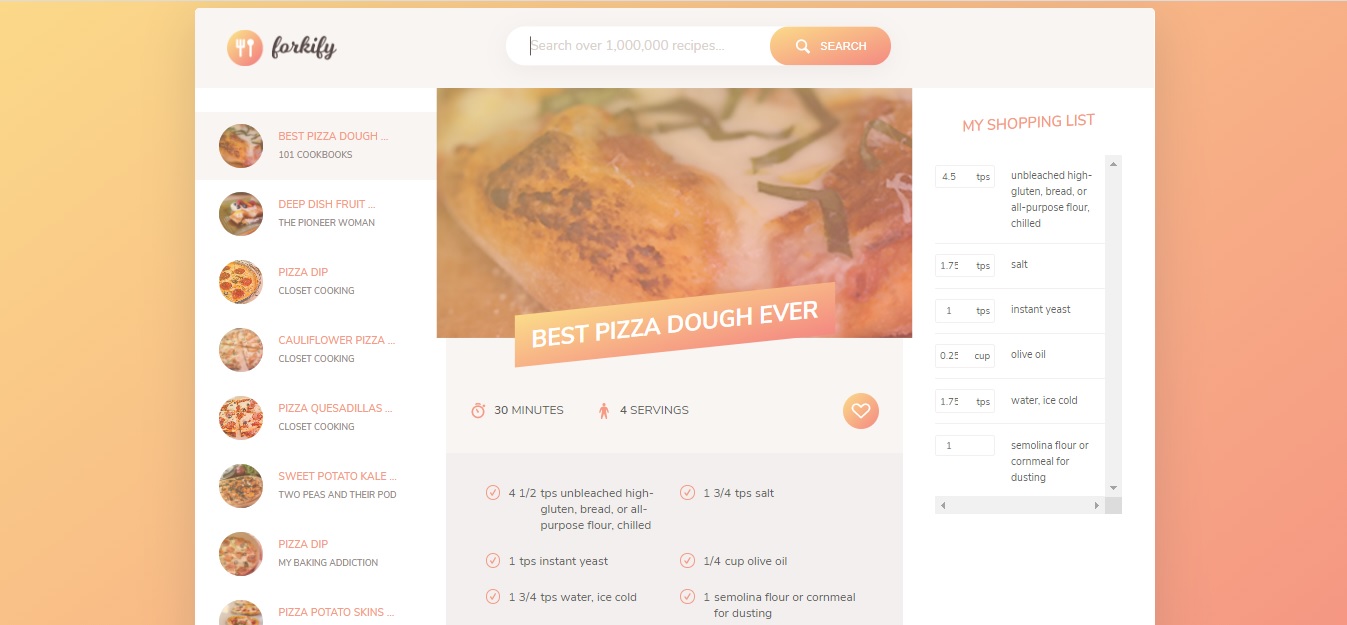 forkify
Search over 1,000,000 recipes...
SEARCH
BEST PIZZA DOUGH ...
101 COOKBOOKS
DEEP DISH FRUIT ...
THE PIONEER WOMAN
PIZZA DIP
CLOSET COOKING
CAULIFLOWER PIZZA ...
CLOSET COOKING
PIZZA QUESADILLAS ...
CLOSET COOKING
SWEET POTATO KALE ...
TWO PEAS AND THEIR POD
PIZZA DIP
MY BAKING ADDICTION
PIZZA POTATO SKINS ...
BEST PIZZA DOUGH EVER
30 MINUTES
4 SERVINGS
4 1/2 tps unbleached high-
gluten, bread, or all-
purpose flour, chilled
1 3/4 tps salt
1 tps instant yeast
1/4 cup olive oil
1 3/4 tps water, ice cold
1 semolina flour or cornmeal
for dusting
MY SHOPPING LIST
4.5 tps unbleached high-
gluten, bread, or
all-purpose flour,
chilled
1.75 tps salt
1 tps instant yeast
0.25 cup olive oil
1.75 tps water, ice cold
1 semolina flour or
cornmeal for
dusting